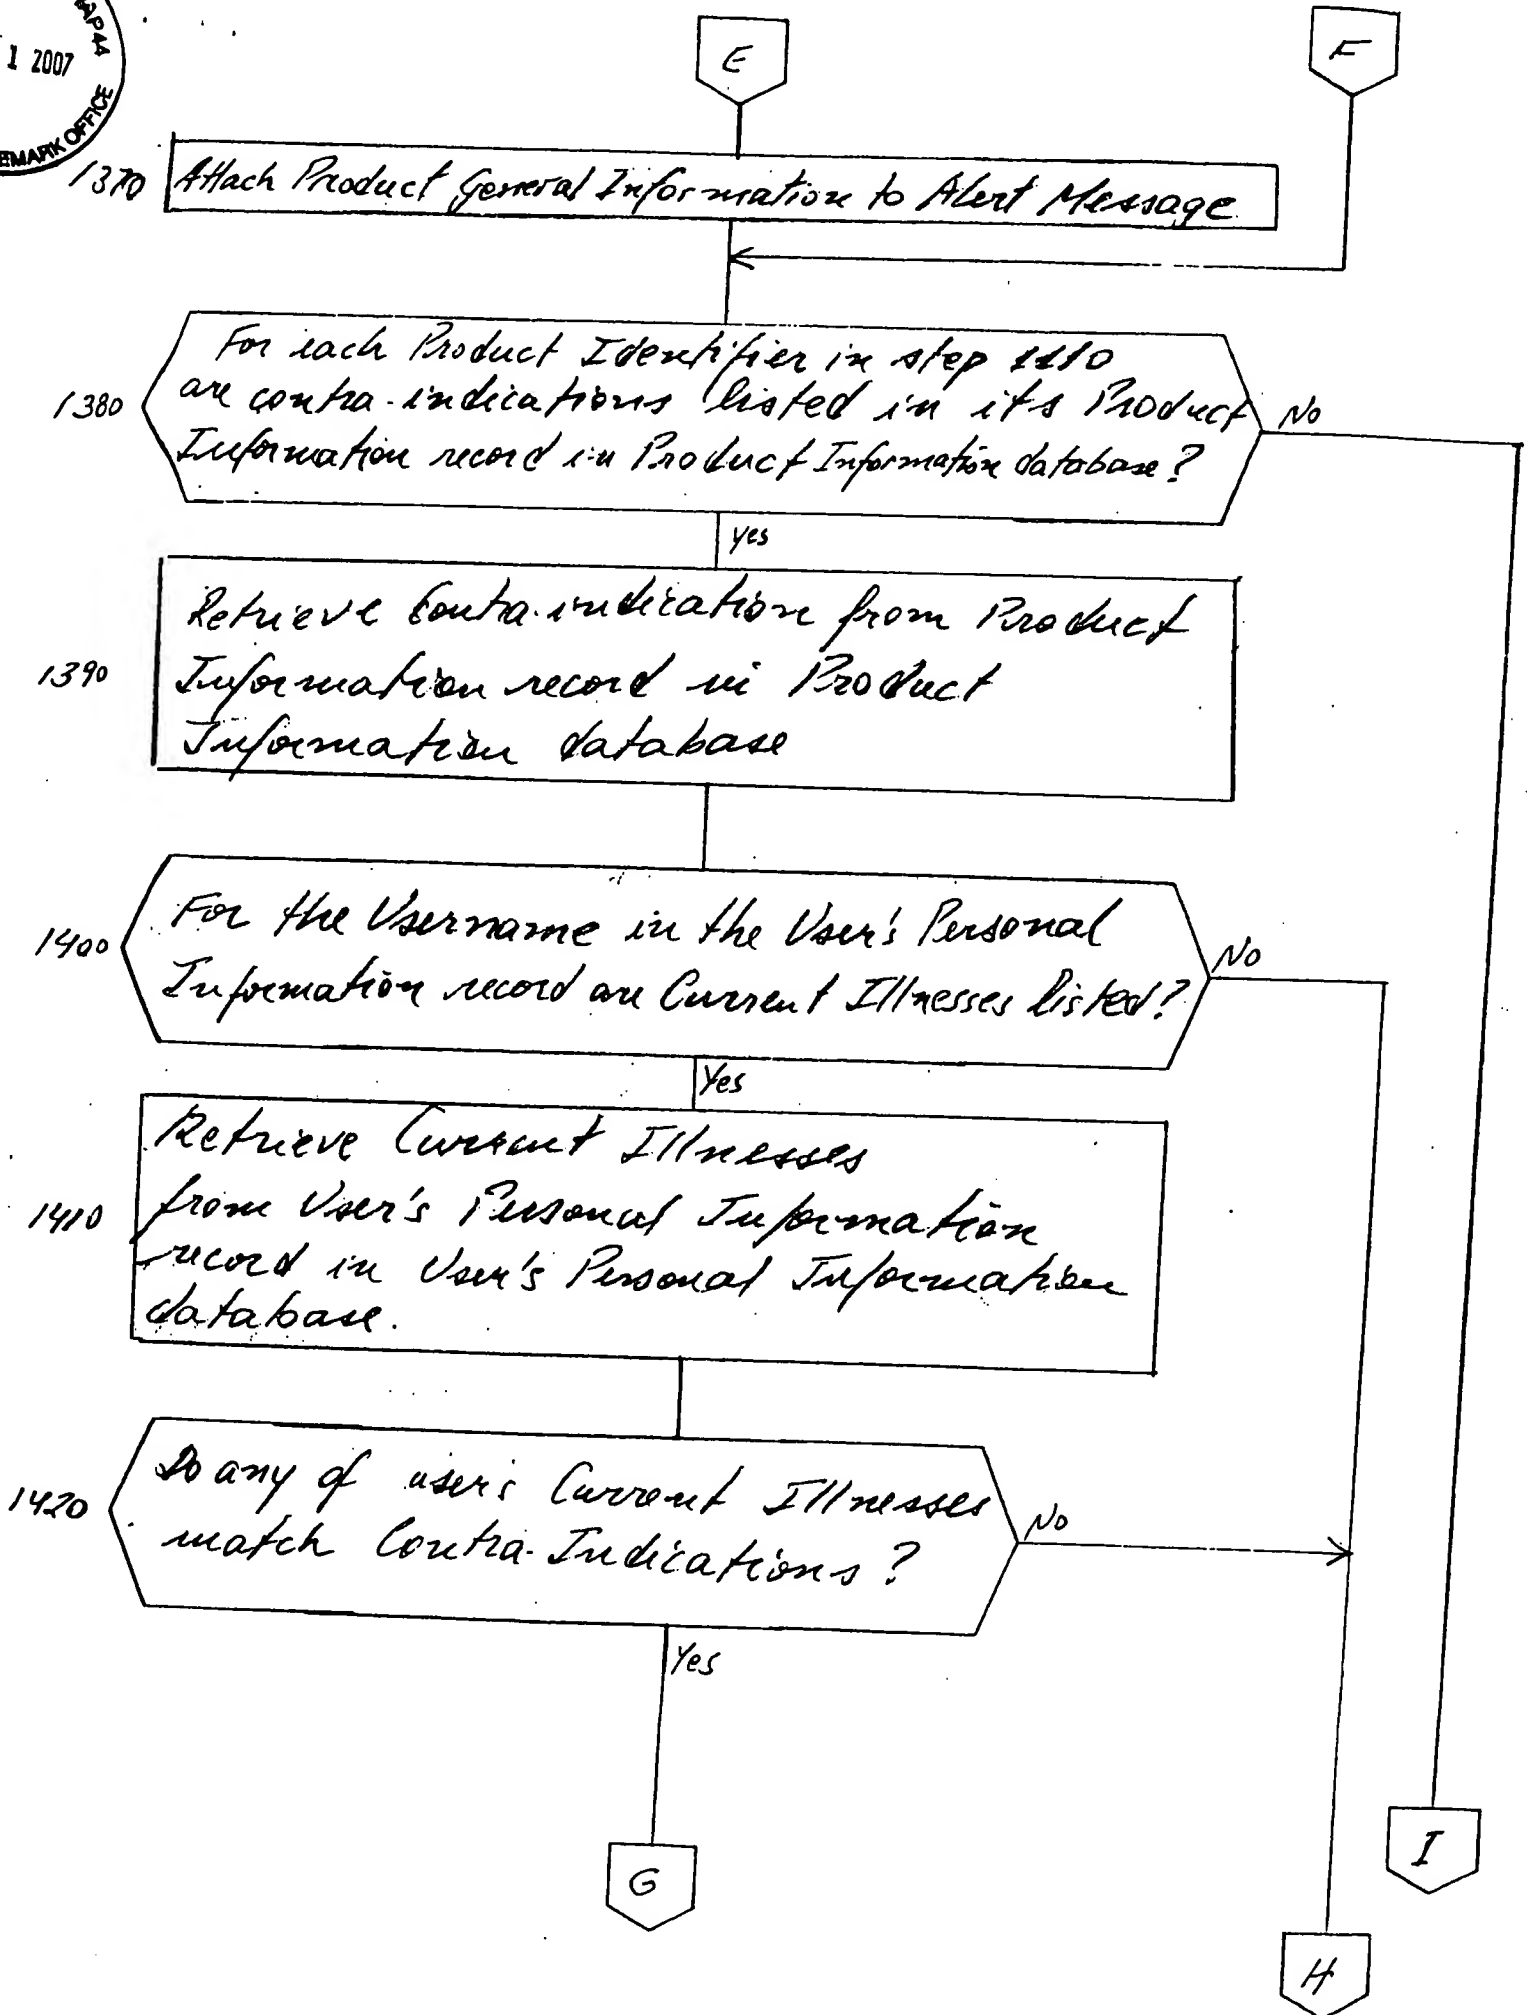 1 2007
EMARK OFFICE
E
F
1370
Attach Product General Information to Alert Message
For each Product Identifier in step 1110
1380
are contra-indications listed in its Product
No
Information record in Product Information database?
yes
Retrieve Contra-indication from Product
1390
Information record in Product
Information database
For the Username in the User's Personal
1400
No
Information record are Current Illnesses listed?
Yes
Retrieve Current Illnesses
1410
from User's Personal Information
record in User's Personal Information
database.
Do any of user's Current Illnesses
1420
No
match Contra-Indications?
Yes
I
G
H